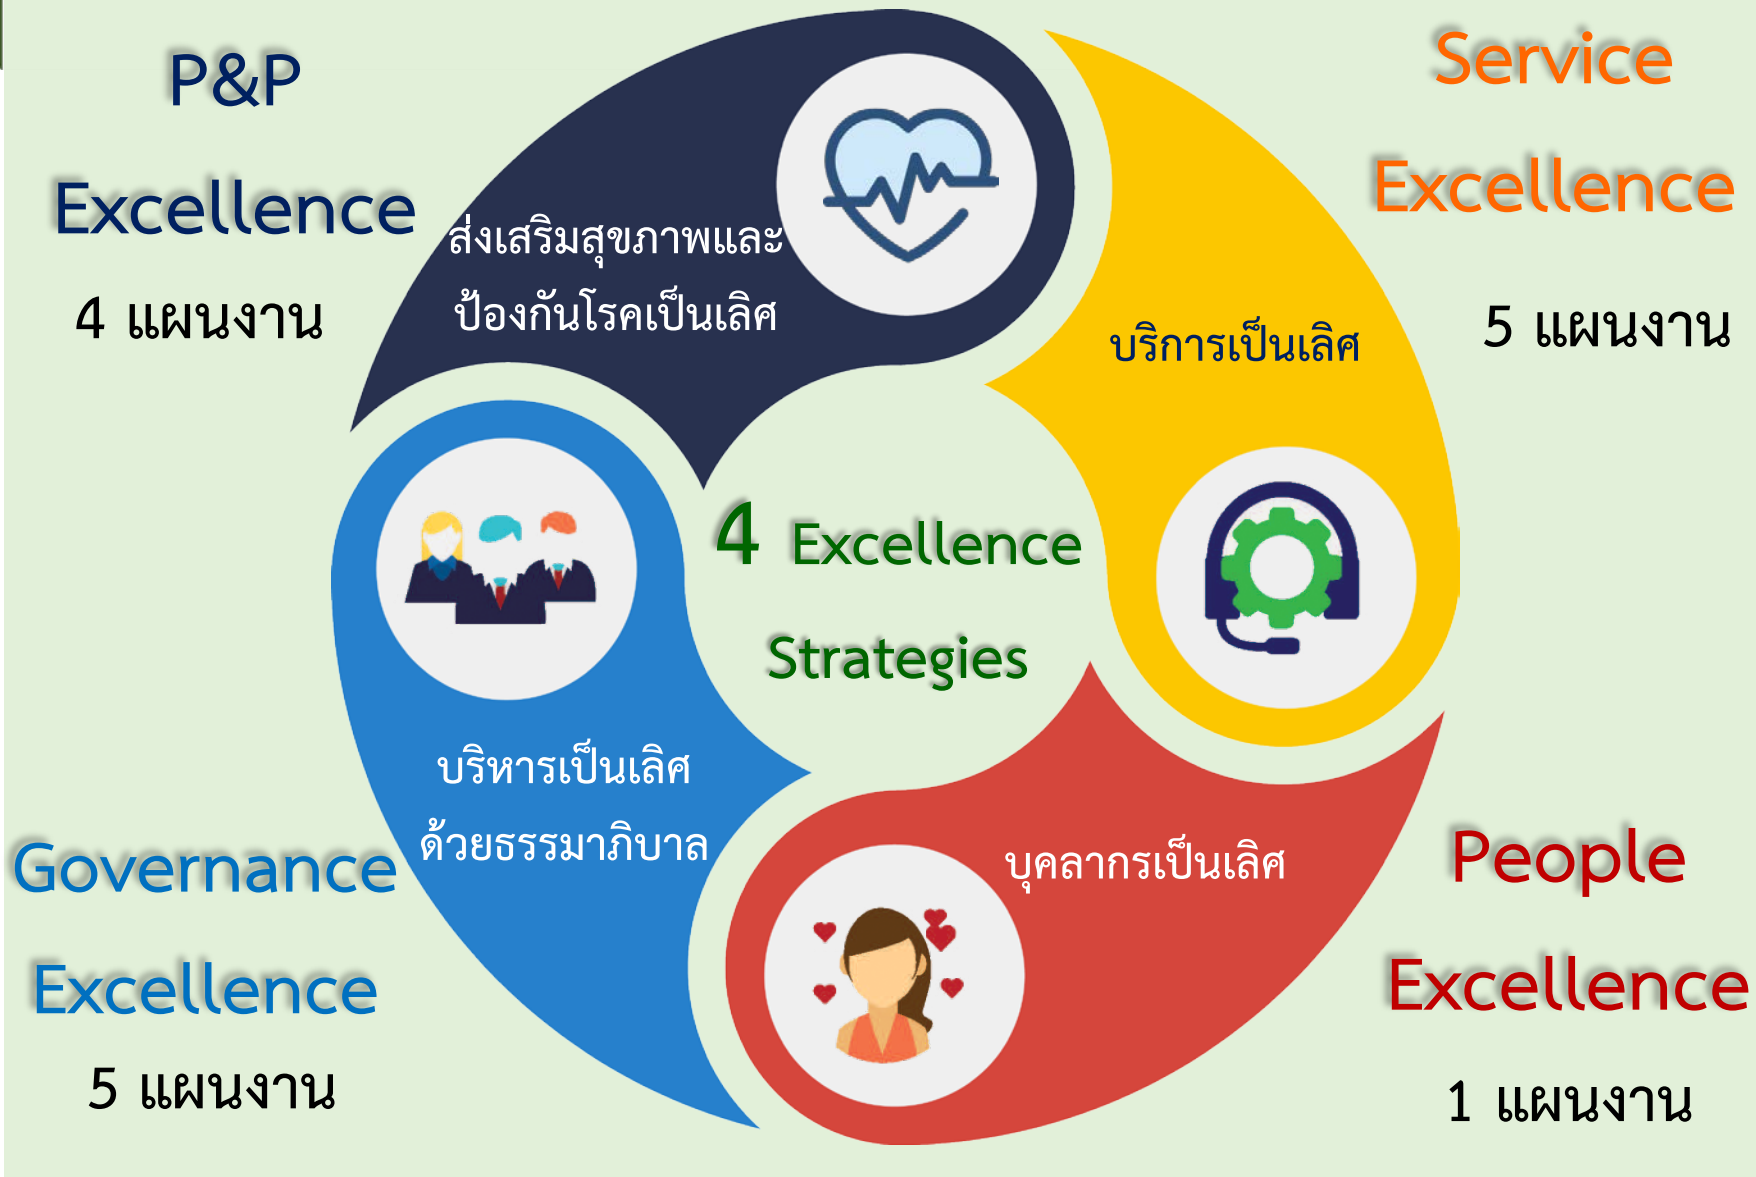 P&P
Excellence
4 แผนงาน
ส่งเสริมสุขภาพและ
ป้องกันโรคเป็นเลิศ
Service
Excellence
5 แผนงาน
บริการเป็นเลิศ
4 Excellence
Strategies
บริหารเป็นเลิศ
ด้วยธรรมาภิบาล
Governance
Excellence
5 แผนงาน
บุคลากรเป็นเลิศ
People
Excellence
1 แผนงาน